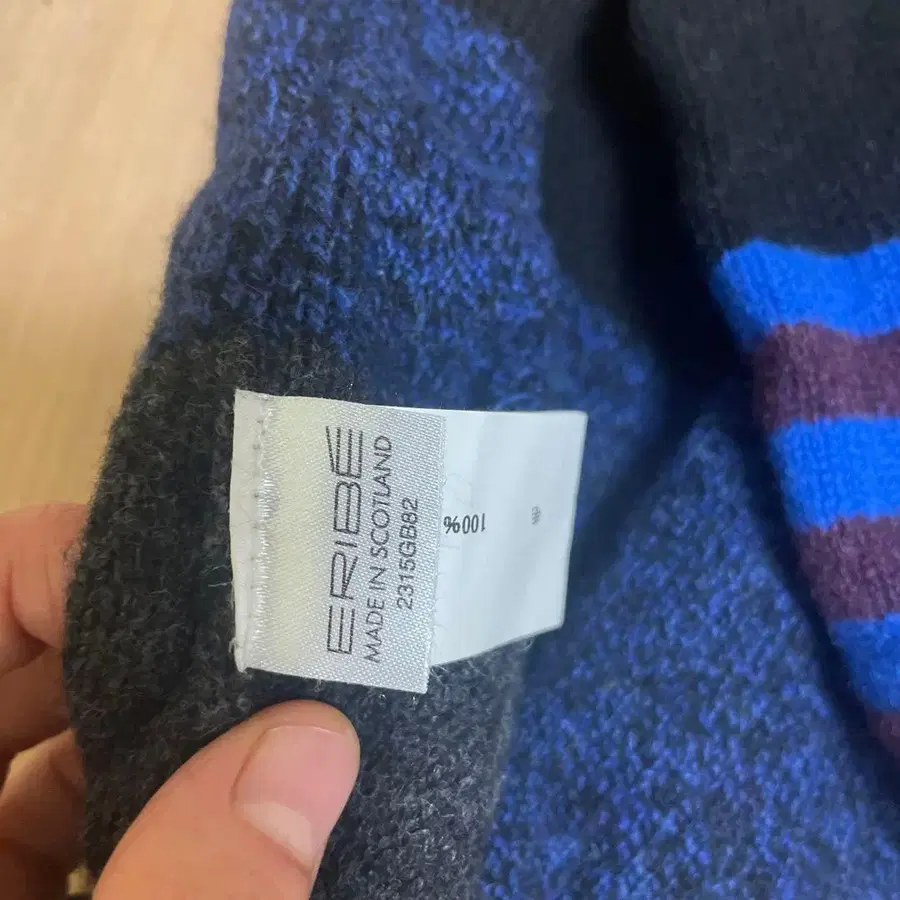 ERIBÉ
MADE IN SCOTLAND
2315GB82
100%